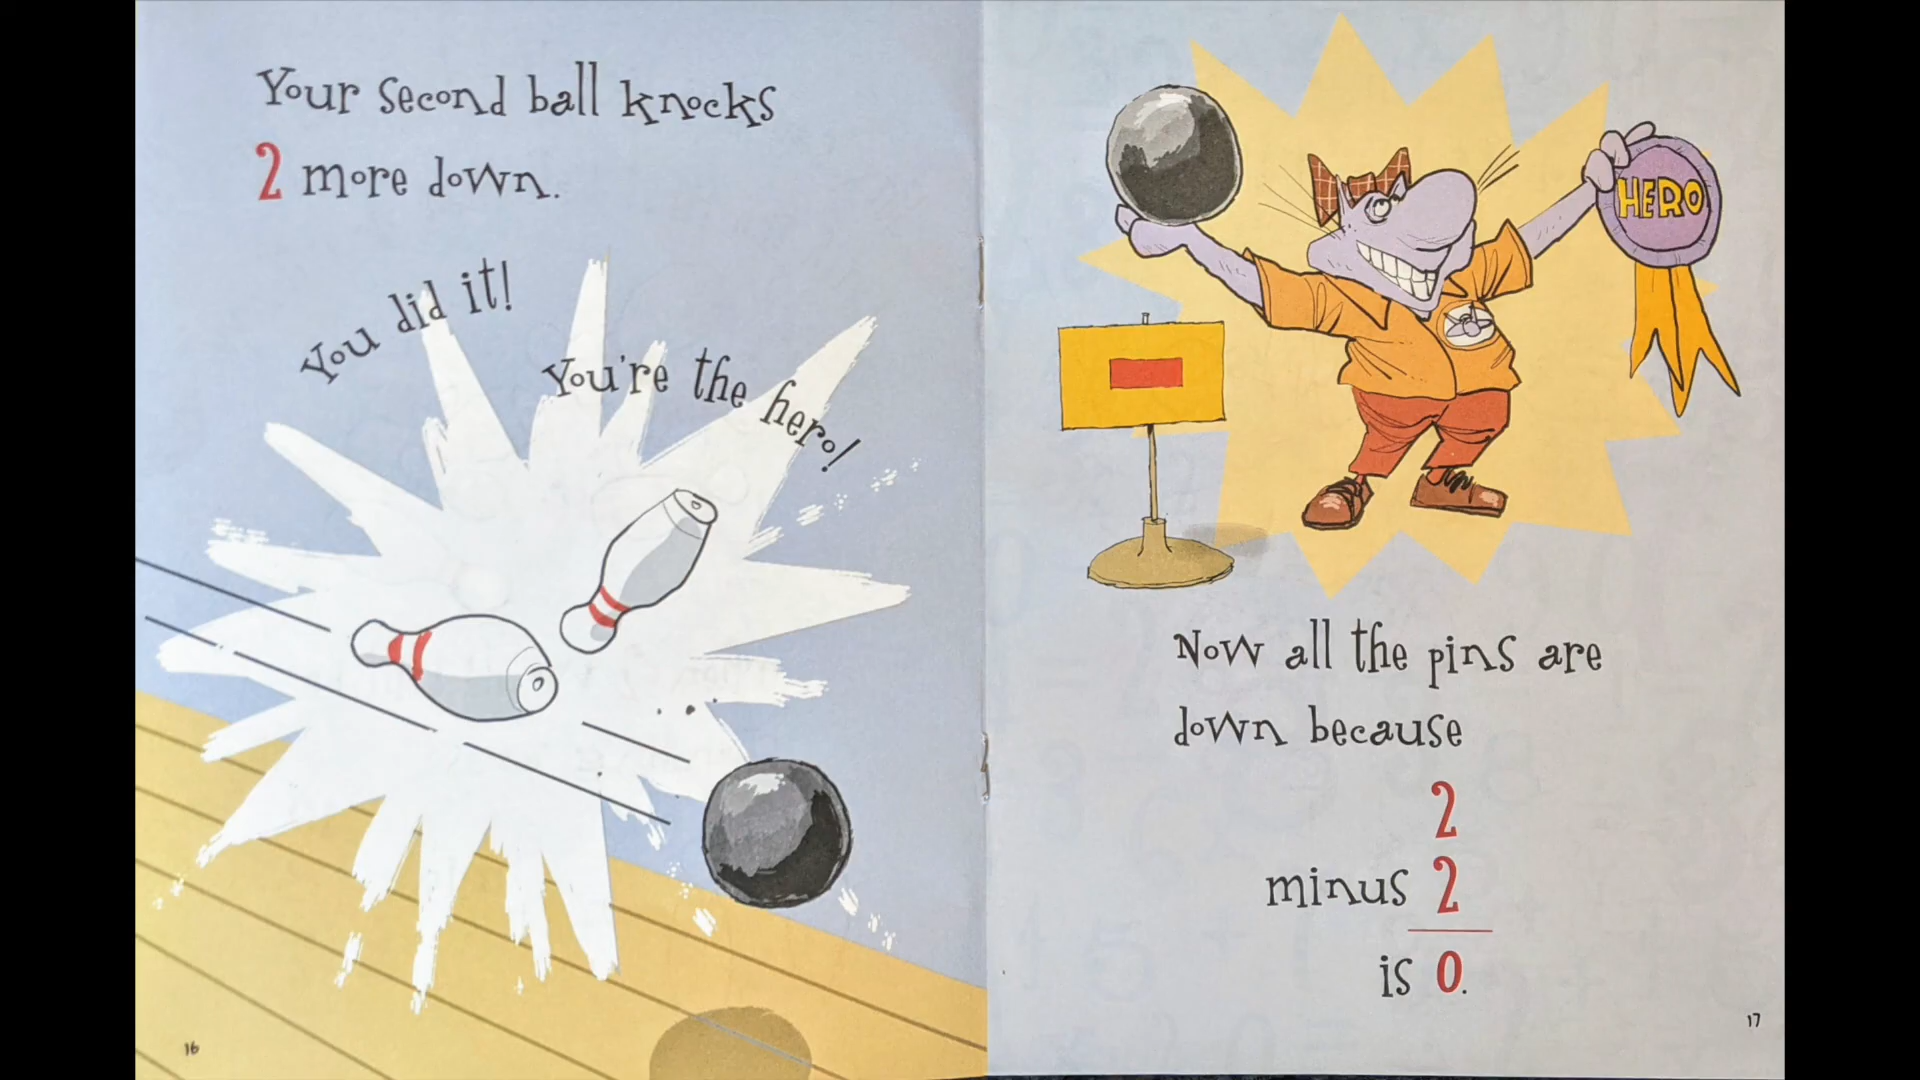 Your second ball knocks
2 more down.
You did it!
You're the hero!
16
HERO
Now all the pins are
down because
2
minus 2
is 0.
17